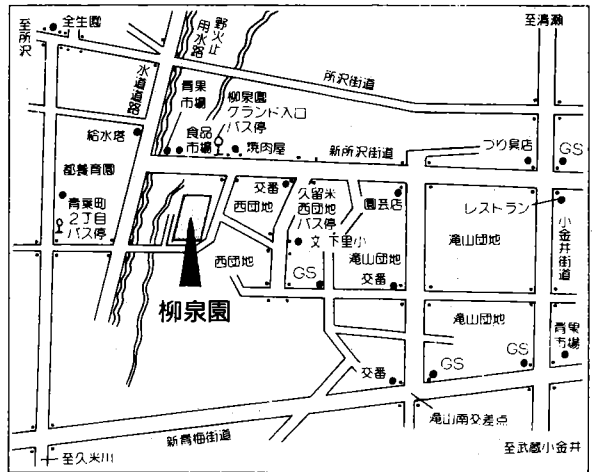 至所沢
全生園
野火止
用水路
至清瀬
水道道路
青果
市場
柳泉園
グランド入口
バス停
所沢街道
給水塔
食品
市場
焼肉屋
新所沢街道
つり具店
GS
都養育園
青葉町
2丁目
バス停
交番
西団地
久留米
西団地
バス停
園芸店
レストラン
文 下里小
滝山団地
滝山団地
小金井街道
西団地
GS
交番
柳泉園
滝山団地
青果
市場
GS
GS
交番
滝山南交差点
新青梅街道
至久米川
至武蔵小金井